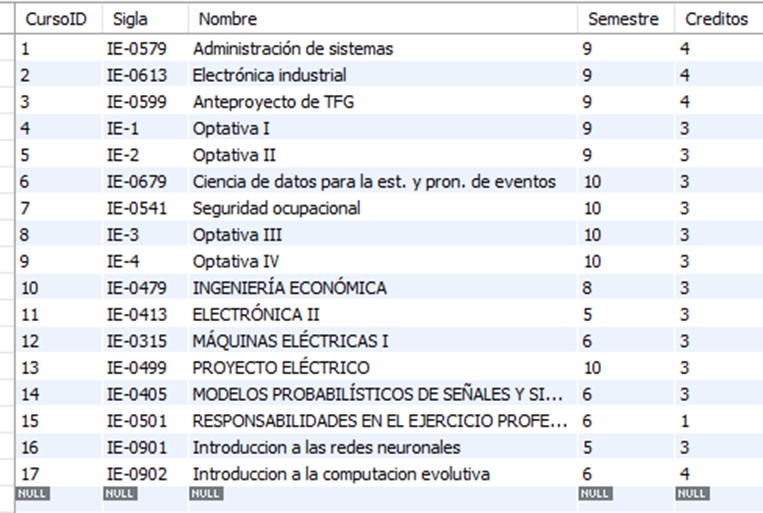 CursoID Sigla Nombre Semestre Creditos
1 IE-0579 Administración de sistemas 9 4
2 IE-0613 Electrónica industrial 9 4
3 IE-0599 Anteproyecto de TFG 9 4
4 IE-1 Optativa I 9 3
5 IE-2 Optativa II 9 3
6 IE-0679 Ciencia de datos para la est. y pron. de eventos 10 3
7 IE-0541 Seguridad ocupacional 10 3
8 IE-3 Optativa III 10 3
9 IE-4 Optativa IV 10 3
10 IE-0479 INGENIERÍA ECONÓMICA 8 3
11 IE-0413 ELECTRÓNICA II 5 3
12 IE-0315 MÁQUINAS ELÉCTRICAS I 6 3
13 IE-0499 PROYECTO ELÉCTRICO 10 3
14 IE-0405 MODELOS PROBABILÍSTICOS DE SEÑALES Y SI... 6 3
15 IE-0501 RESPONSABILIDADES EN EL EJERCICIO PROFE... 6 1
16 IE-0901 Introduccion a las redes neuronales 5 3
17 IE-0902 Introduccion a la computacion evolutiva 6 4
NULL NULL NULL NULL NULL